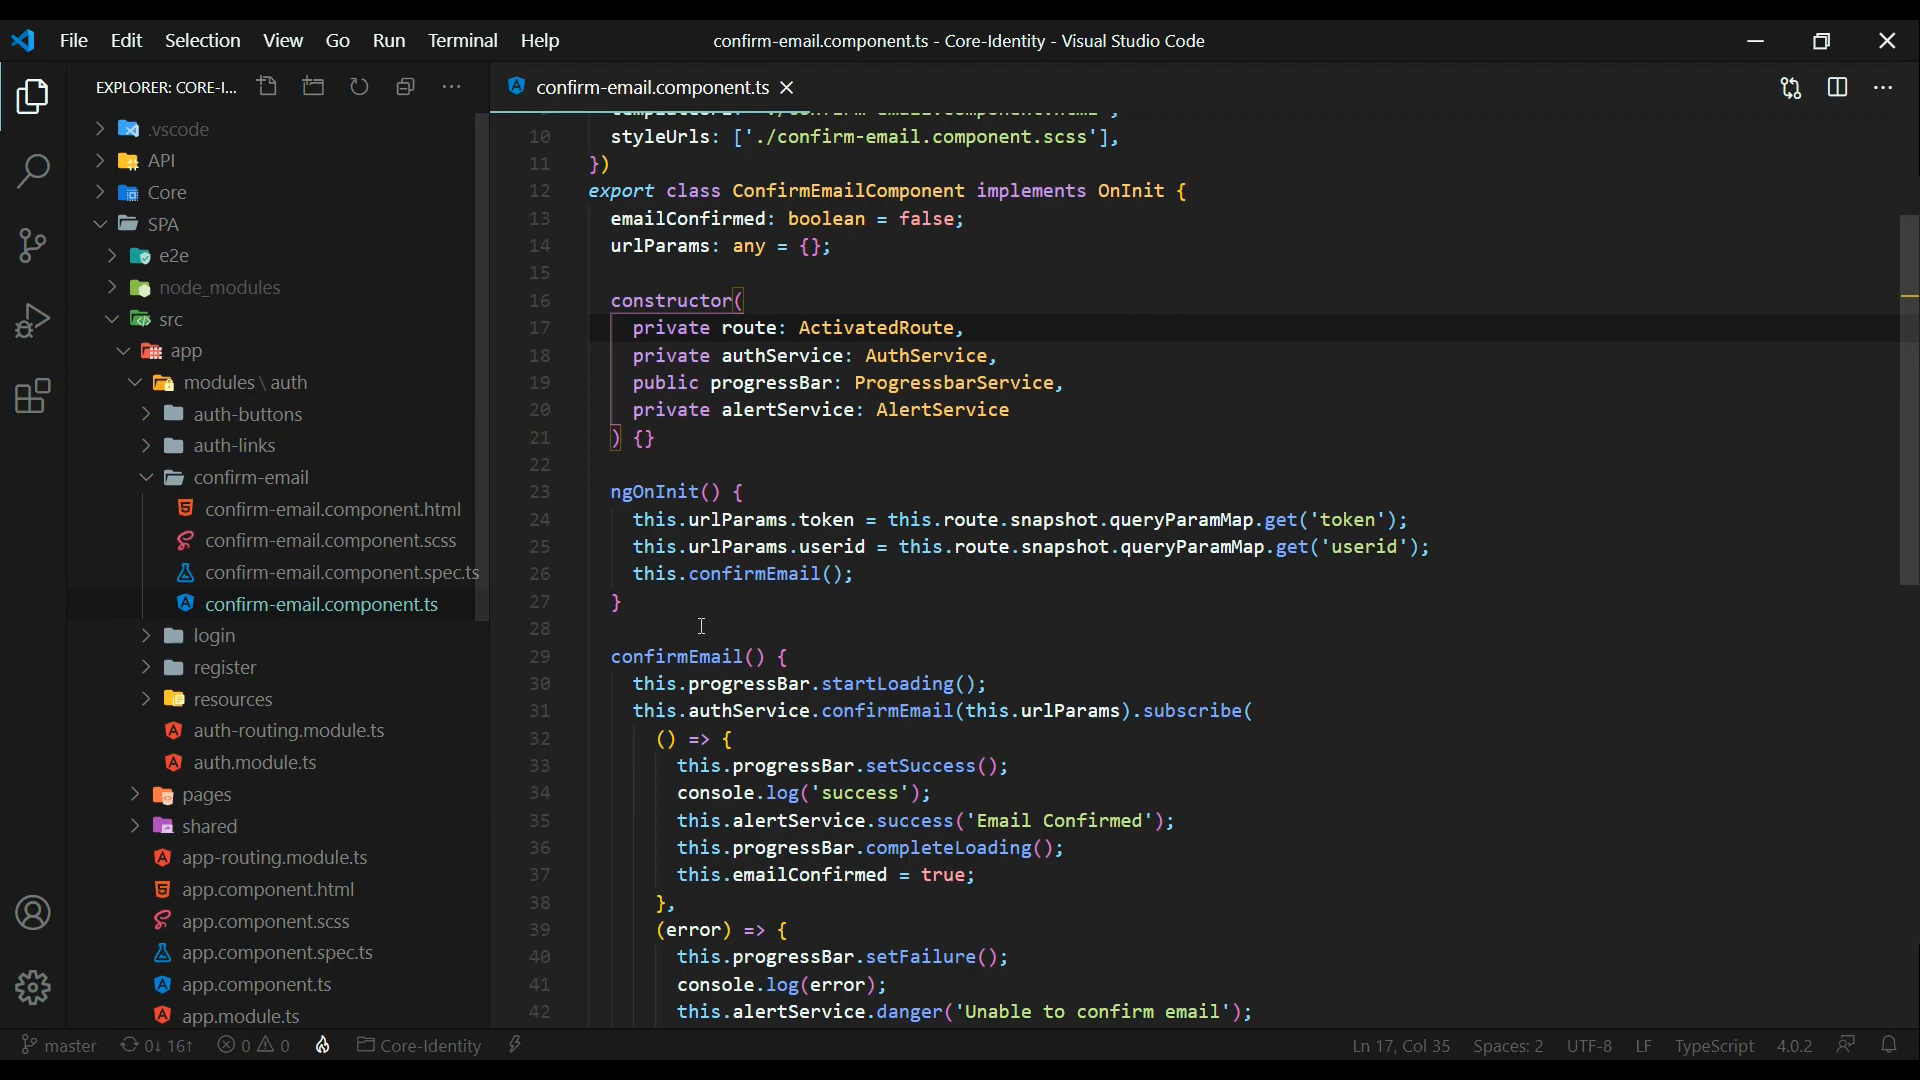 File Edit Selection View Go Run Terminal Help
confirm-email.component.ts - Core-Identity - Visual Studio Code
EXPLORER: CORE-I...
confirm-email.component.ts
.vscode
API
Core
SPA
e2e
node_modules
src
app
modules \ auth
auth-buttons
auth-links
confirm-email
confirm-email.component.html
confirm-email.component.scss
confirm-email.component.spec.ts
confirm-email.component.ts
login
register
resources
auth-routing.module.ts
auth.module.ts
pages
shared
app-routing.module.ts
app.component.html
app.component.scss
app.component.spec.ts
app.component.ts
app.module.ts
10 styleUrls: ['./confirm-email.component.scss'],
11 })
12 export class ConfirmEmailComponent implements OnInit {
13 emailConfirmed: boolean = false;
14 urlParams: any = {};
15
16 constructor(
17 private route: ActivatedRoute,
18 private authService: AuthService,
19 public progressBar: ProgressbarService,
20 private alertService: AlertService
21 ) {}
22
23 ngOnInit() {
24 this.urlParams.token = this.route.snapshot.queryParamMap.get('token');
25 this.urlParams.userid = this.route.snapshot.queryParamMap.get('userid');
26 this.confirmEmail();
27 }
28
29 confirmEmail() {
30 this.progressBar.startLoading();
31 this.authService.confirmEmail(this.urlParams).subscribe(
32 () => {
33 this.progressBar.setSuccess();
34 console.log('success');
35 this.alertService.success('Email Confirmed');
36 this.progressBar.completeLoading();
37 this.emailConfirmed = true;
38 },
39 (error) => {
40 this.progressBar.setFailure();
41 console.log(error);
42 this.alertService.danger('Unable to confirm email');
master 0↓ 16↑ 0 0 Core-Identity Ln 17, Col 35 Spaces: 2 UTF-8 LF TypeScript 4.0.2